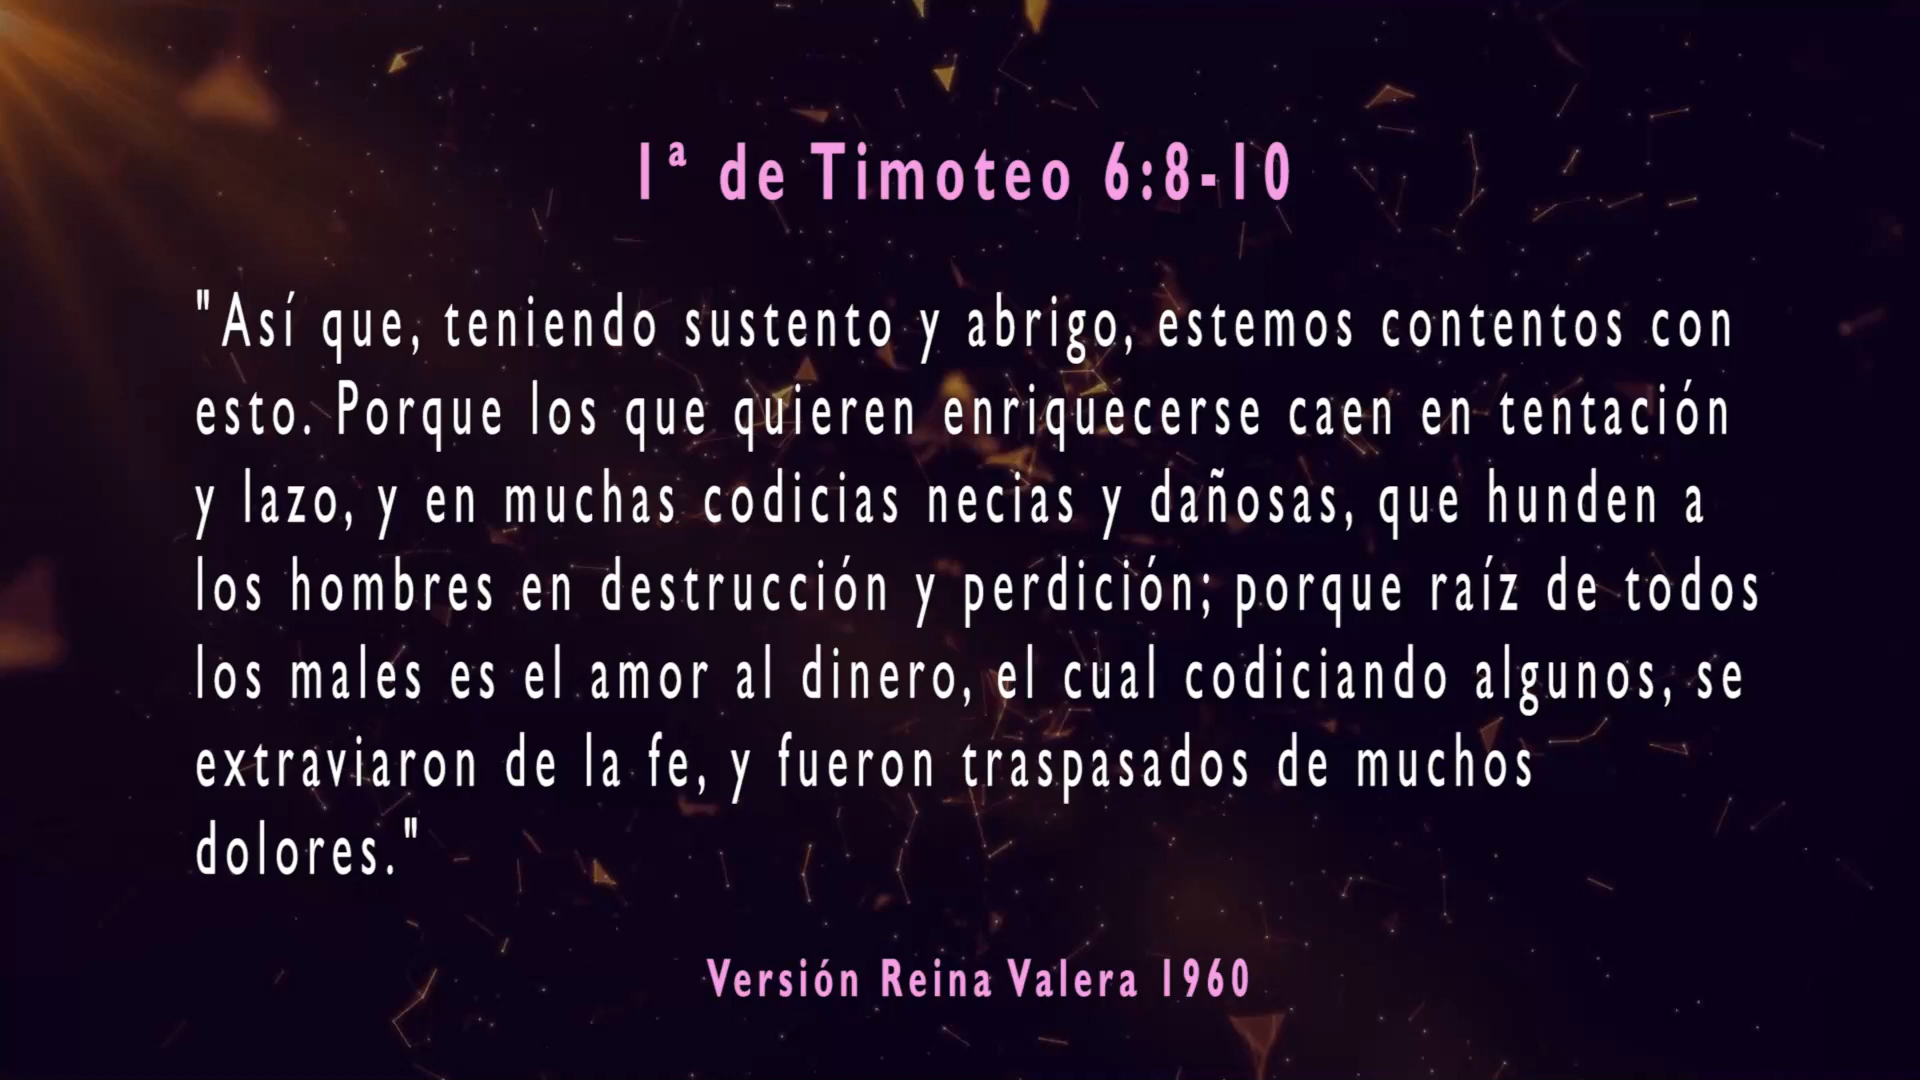 1ª de Timoteo 6:8-10
"Así que, teniendo sustento y abrigo, estemos contentos con
esto. Porque los que quieren enriquecerse caen en tentación
y lazo, y en muchas codicias necias y dañosas, que hunden a
los hombres en destrucción y perdición; porque raíz de todos
los males es el amor al dinero, el cual codiciando algunos, se
extraviaron de la fe, y fueron traspasados de muchos
dolores."
Versión Reina Valera 1960